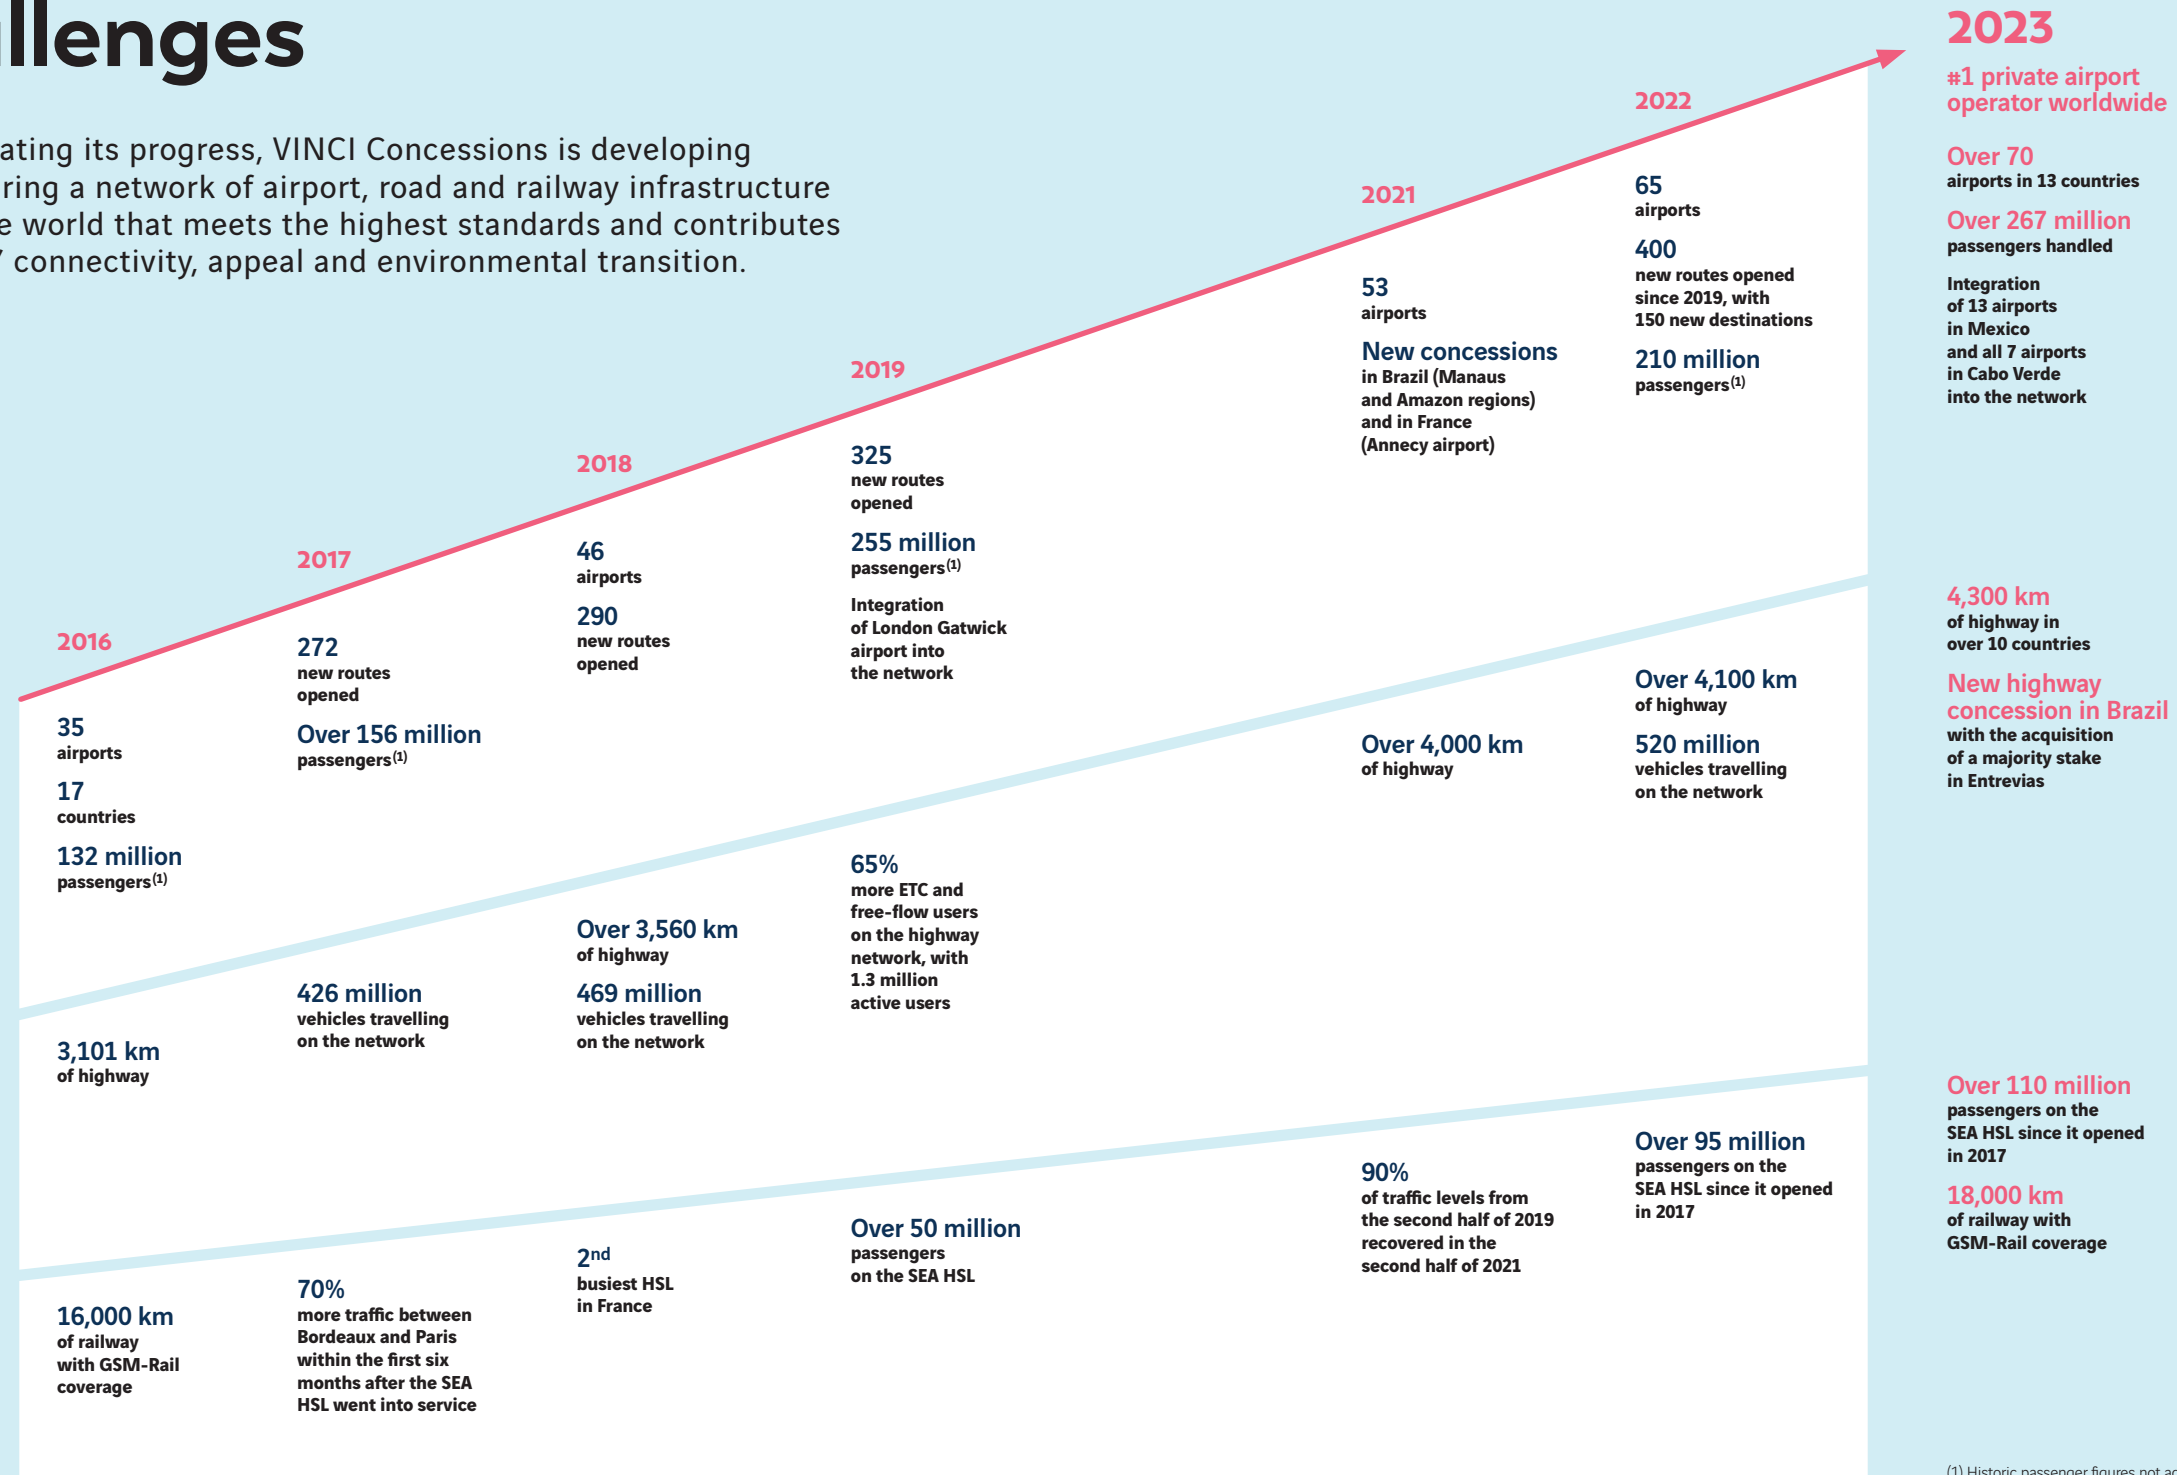 llenges
ating its progress, VINCI Concessions is developing
ring a network of airport, road and railway infrastructure
e world that meets the highest standards and contributes
connectivity, appeal and environmental transition.
2016
35
airports
17
countries
132 million
passengers(1)
3,101 km
of highway
16,000 km
of railway
with GSM-Rail
coverage
2017
272
new routes
opened
Over 156 million
passengers(1)
426 million
vehicles travelling
on the network
70%
more traffic between
Bordeaux and Paris
within the first six
months after the SEA
HSL went into service
2018
46
airports
290
new routes
opened
Over 3,560 km
of highway
469 million
vehicles travelling
on the network
2nd
busiest HSL
in France
2019
325
new routes
opened
255 million
passengers(1)
Integration
of London Gatwick
airport into
the network
65%
more ETC and
free-flow users
on the highway
network, with
1.3 million
active users
Over 50 million
passengers
on the SEA HSL
2021
53
airports
New concessions
in Brazil (Manaus
and Amazon regions)
and in France
(Annecy airport)
Over 4,000 km
of highway
90%
of traffic levels from
the second half of 2019
recovered in the
second half of 2021
2022
65
airports
400
new routes opened
since 2019, with
150 new destinations
210 million
passengers(1)
Over 4,100 km
of highway
520 million
vehicles travelling
on the network
Over 95 million
passengers on the
SEA HSL since it opened
in 2017
2023
#1 private airport
operator worldwide
Over 70
airports in 13 countries
Over 267 million
passengers handled
Integration
of 13 airports
in Mexico
and all 7 airports
in Cabo Verde
into the network
4,300 km
of highway in
over 10 countries
New highway
concession in Brazil
with the acquisition
of a majority stake
in Entrevias
Over 110 million
passengers on the
SEA HSL since it opened
in 2017
18,000 km
of railway with
GSM-Rail coverage
(1) Historic passenger figures not